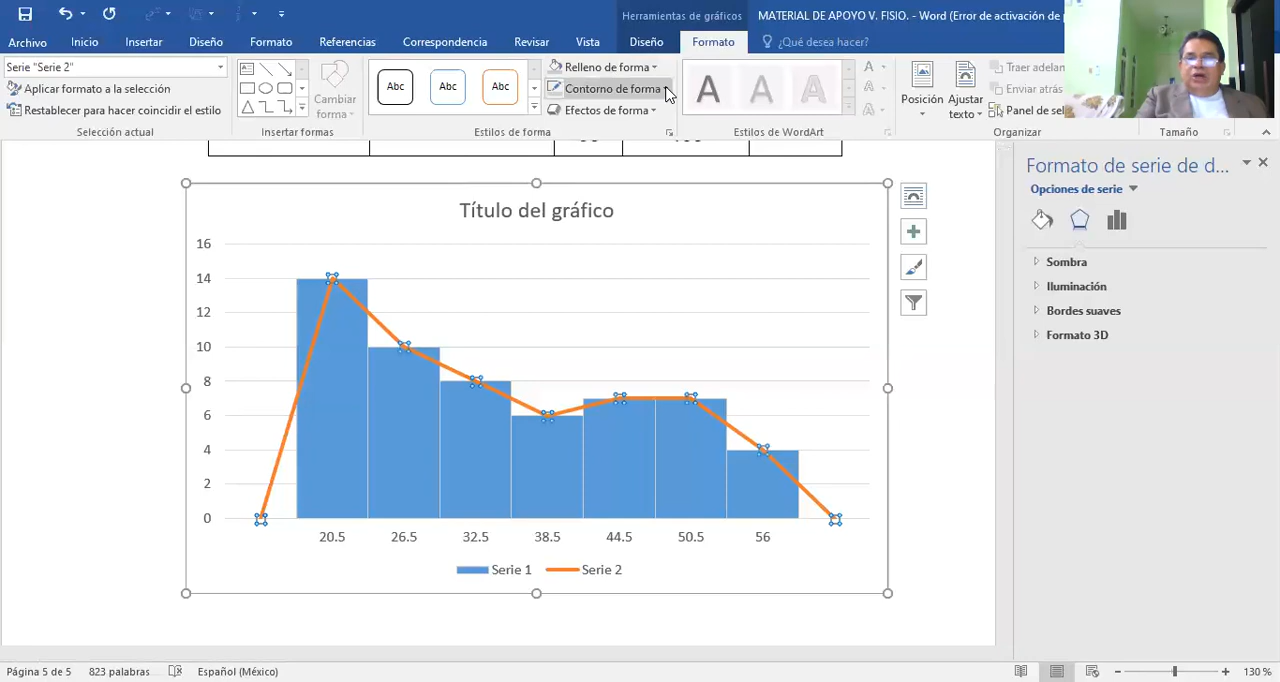 Herramientas de gráficos
MATERIAL DE APOYO V. FISIO. - Word (Error de activación de
Archivo Inicio Insertar Diseño Formato Referencias Correspondencia Revisar Vista Diseño Formato ¿Qué desea hacer?
Serie "Serie 2"
Aplicar formato a la selección
Restablecer para hacer coincidir el estilo
Selección actual
Cambiar
forma
Insertar formas
Abc Abc Abc
Relleno de forma
Contorno de forma
Efectos de forma
Estilos de forma
A A A
A
A
A
Estilos de WordArt
Posición
Ajustar
texto
Traer adelan
Enviar atrás
Panel de sel
Organizar
Tamaño
Título del gráfico
16
14
12
10
8
6
4
2
0
20.5 26.5 32.5 38.5 44.5 50.5 56
Serie 1 Serie 2
Formato de serie de d...
Opciones de serie
Sombra
Iluminación
Bordes suaves
Formato 3D
Página 5 de 5 823 palabras Español (México) 130 %